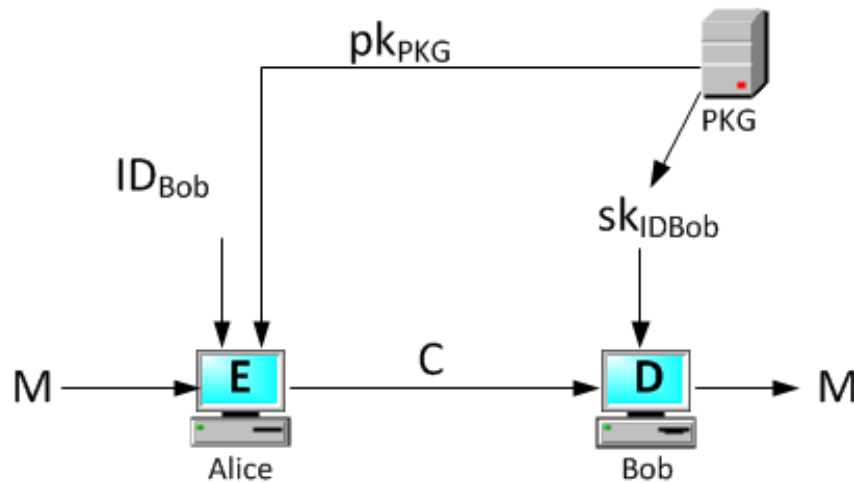 pkPKG
PKG
IDBob
skIDBob
M
E
C
D
M
Alice
Bob